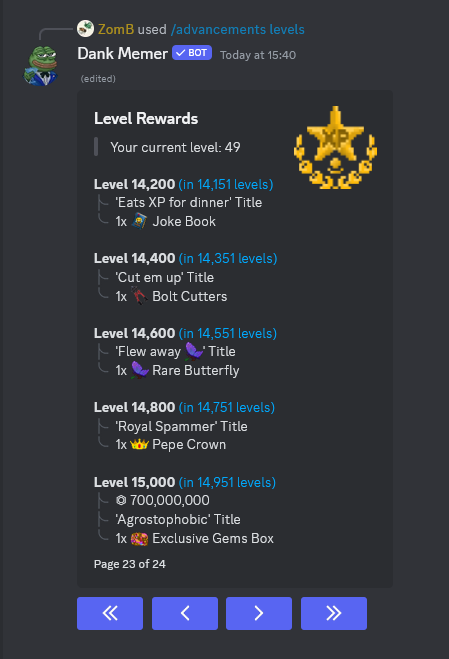 ZomB used /advancements levels
Dank Memer BOT Today at 15:40
(edited)
Level Rewards
XP
Your current level: 49
Level 14,200 (in 14,151 levels)
'Eats XP for dinner' Title
1x Joke Book
Level 14,400 (in 14,351 levels)
'Cut em up' Title
1x Bolt Cutters
Level 14,600 (in 14,551 levels)
'Flew away ' Title
1x Rare Butterfly
Level 14,800 (in 14,751 levels)
'Royal Spammer' Title
1x Pepe Crown
Level 15,000 (in 14,951 levels)
700,000,000
'Agrostophobic' Title
1x Exclusive Gems Box
Page 23 of 24